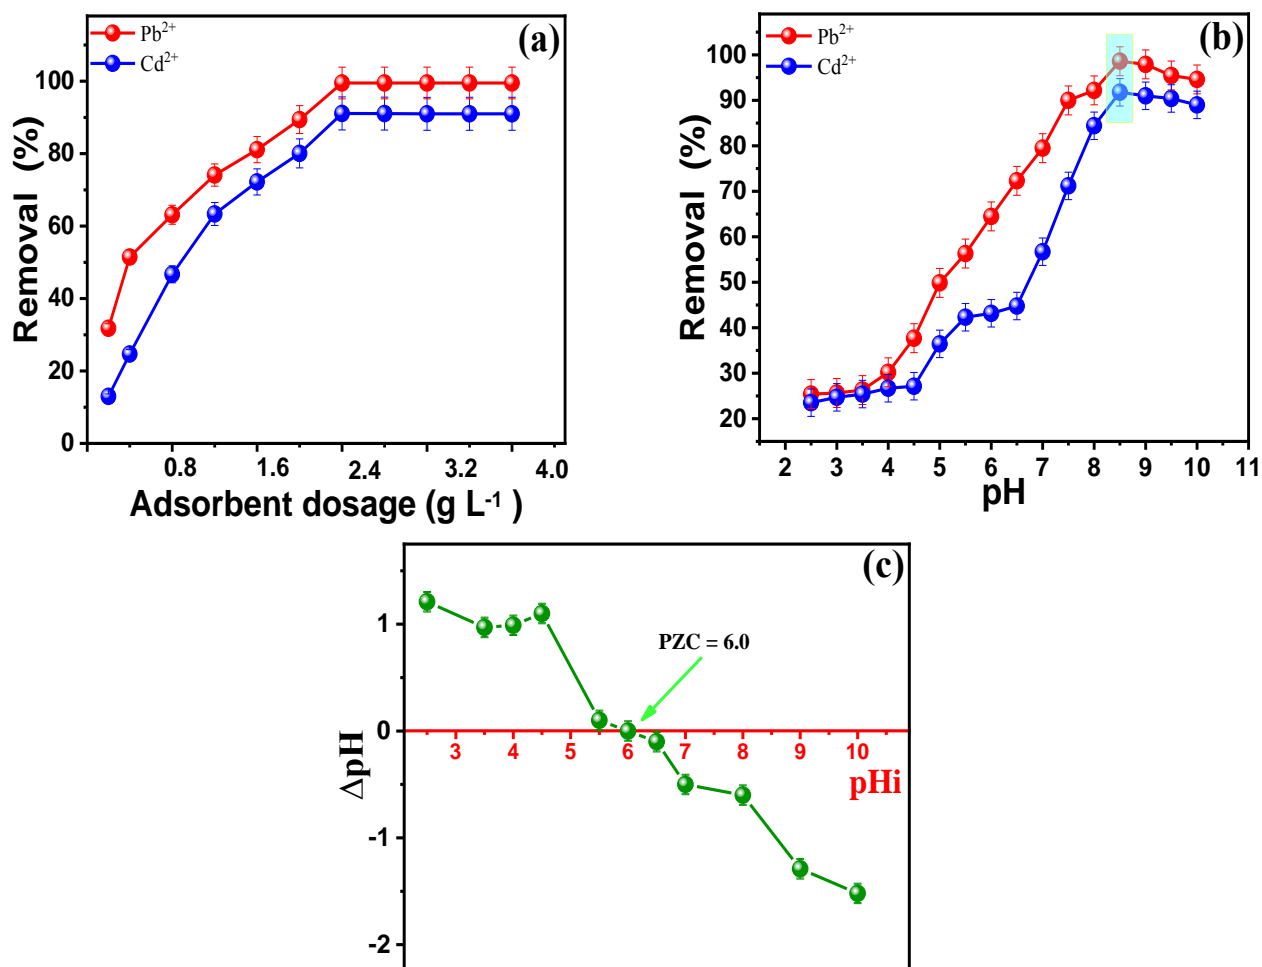 (a)
Pb²⁺
Cd²⁺
Removal (%)
100
80
60
40
20
0
0.8 1.6 2.4 3.2 4.0
Adsorbent dosage (g L⁻¹ )
(b)
Pb²⁺
Cd²⁺
Removal (%)
100
90
80
70
60
50
40
30
20
2 3 4 5 6 7 8 9 10 11
pH
(c)
PZC = 6.0
ΔpH
1
0
-1
-2
3 4 5 6 7 8 9 10
pHi